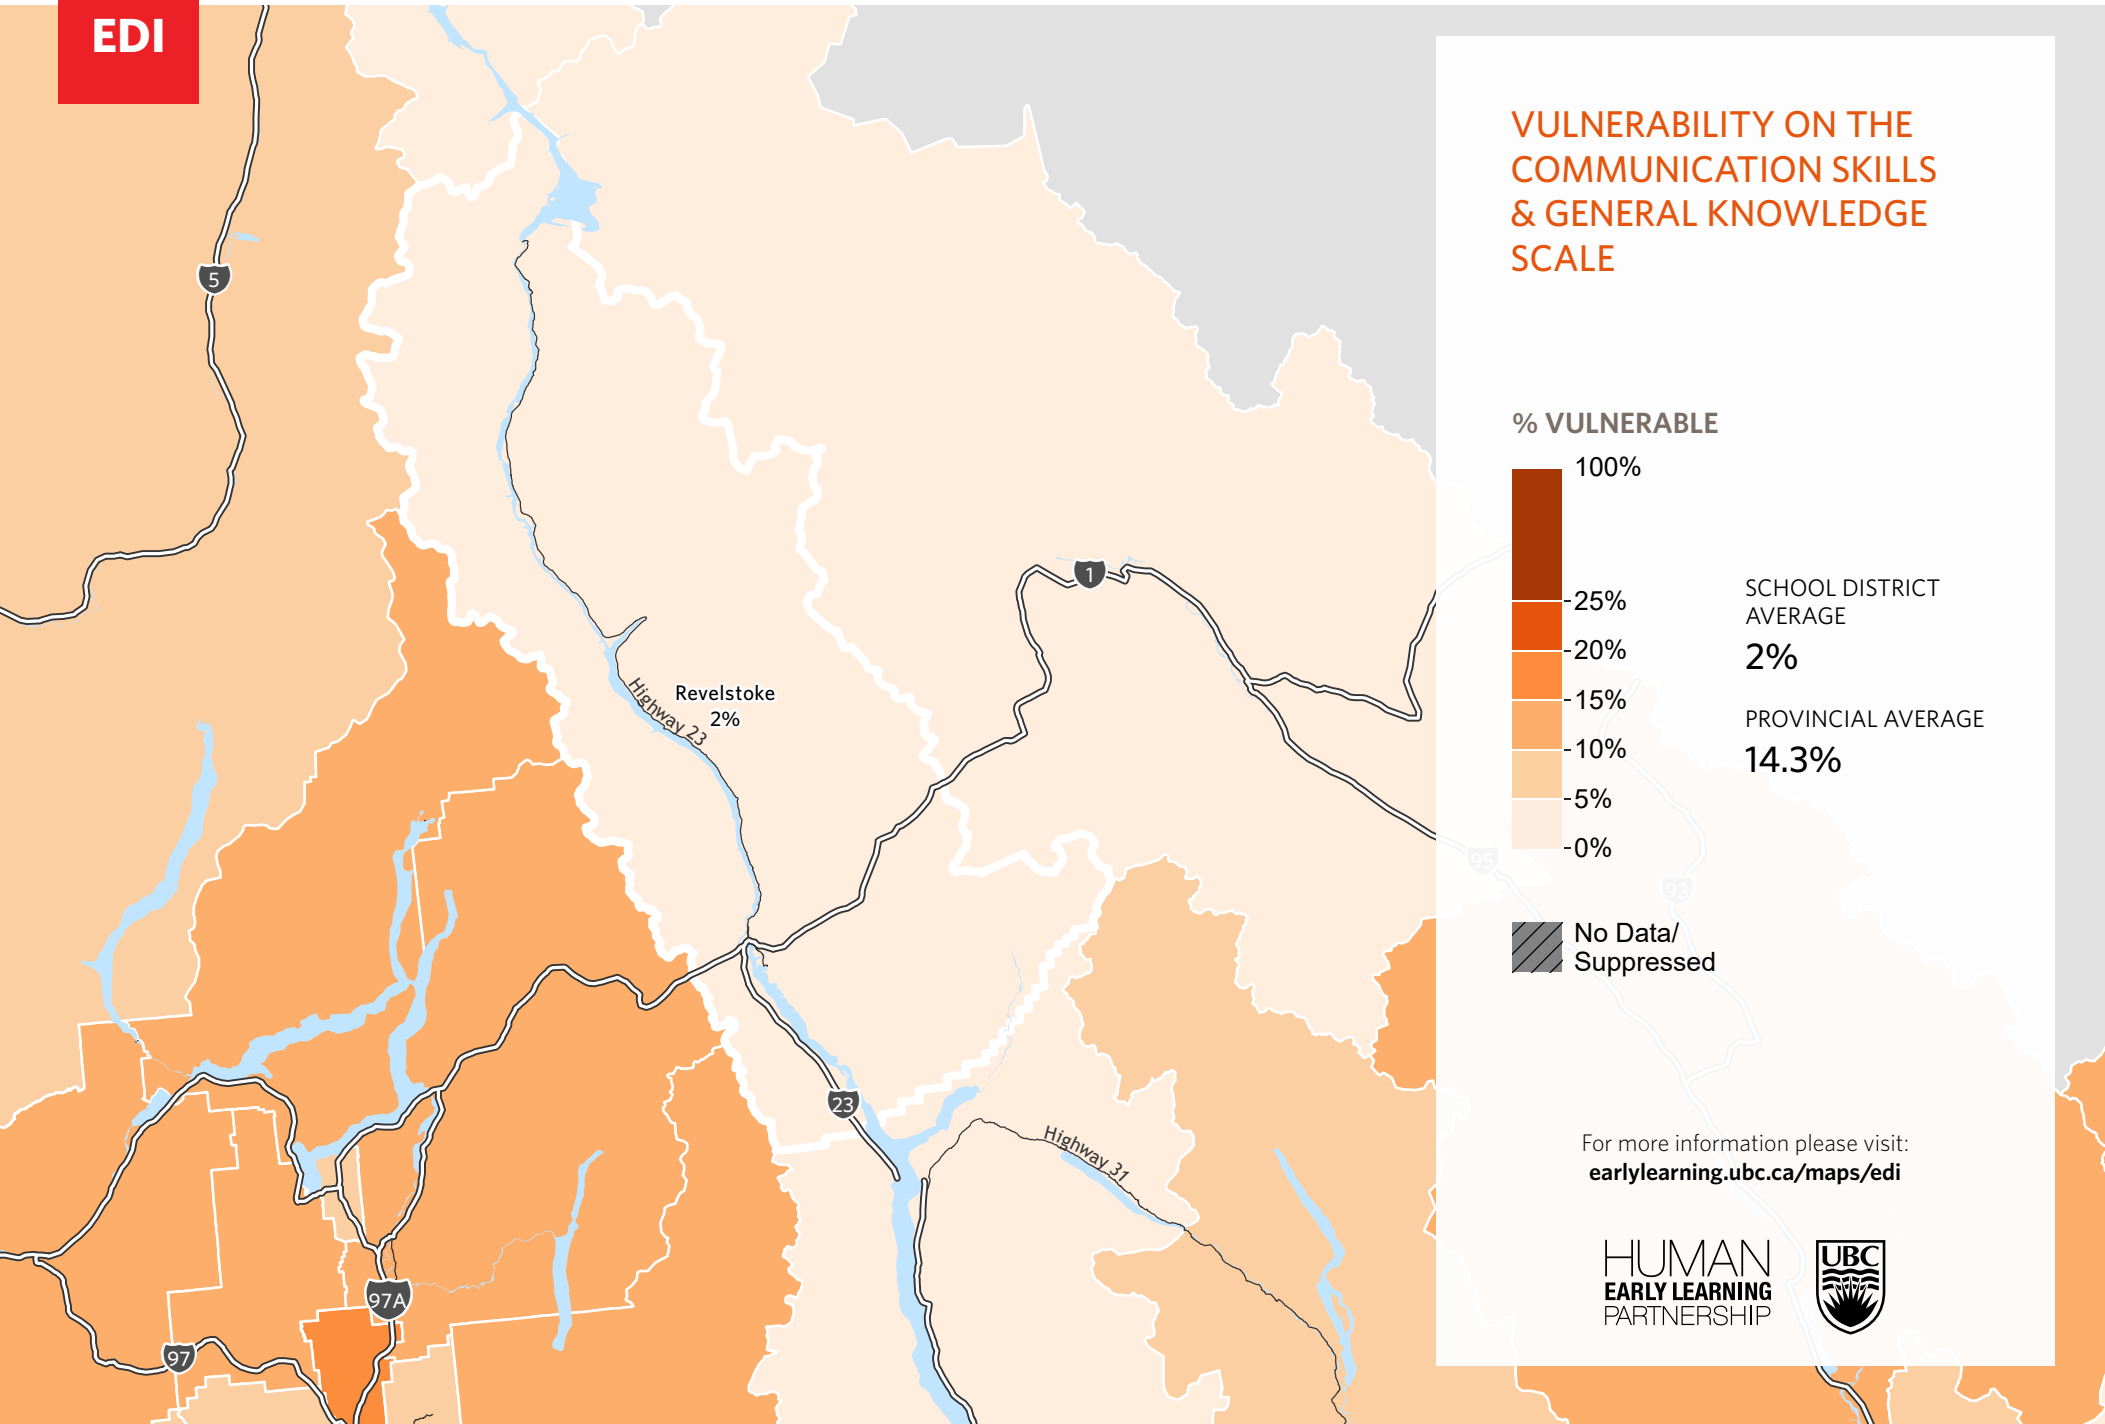 EDI
VULNERABILITY ON THE
COMMUNICATION SKILLS
& GENERAL KNOWLEDGE
SCALE
% VULNERABLE
100%
25%
20%
15%
10%
5%
0%
SCHOOL DISTRICT
AVERAGE
2%
PROVINCIAL AVERAGE
14.3%
No Data/
Suppressed
For more information please visit:
earlylearning.ubc.ca/maps/edi
HUMAN
EARLY LEARNING
PARTNERSHIP
UBC
5
1
Revelstoke
2%
Highway 23
95
93
23
Highway 31
97A
97